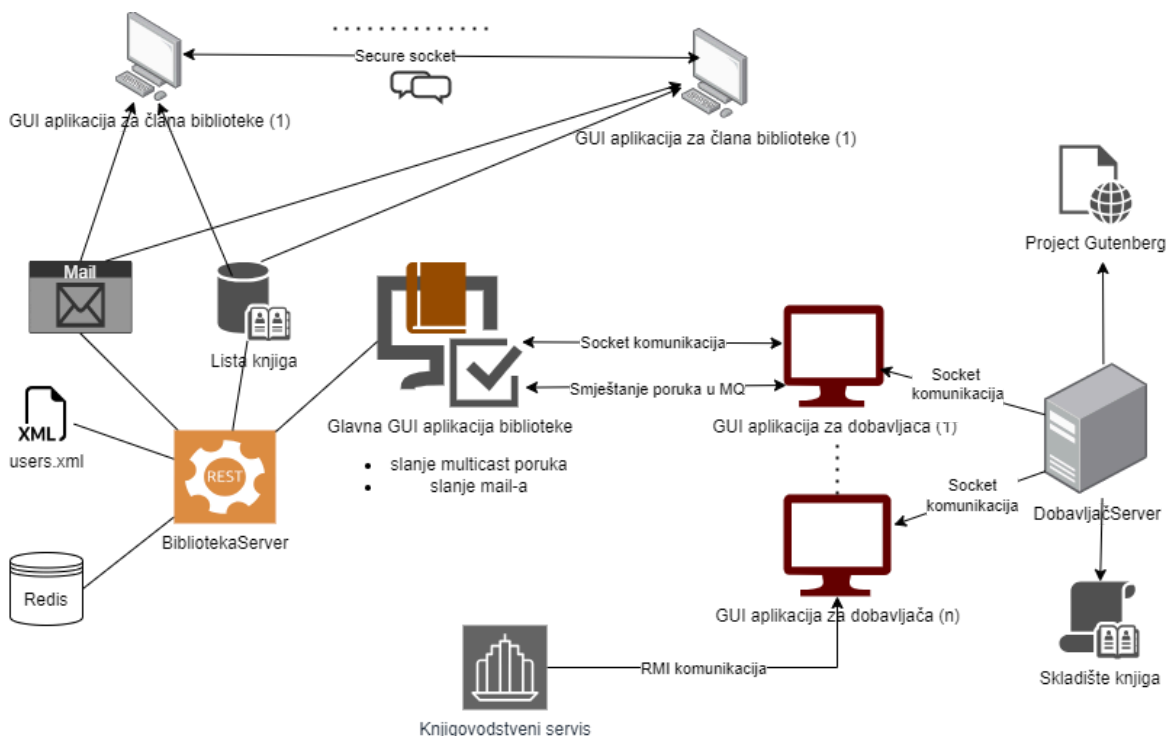 Secure socket
GUI aplikacija za člana biblioteke (1)
GUI aplikacija za člana biblioteke (1)
Project Gutenberg
Mail
Lista knjiga
Socket komunikacija
Smještanje poruka u MQ
Socket
komunikacija
XML
users.xml
Glavna GUI aplikacija biblioteke
GUI aplikacija za dobavljaca (1)
slanje multicast poruka
slanje mail-a
REST
BibliotekaServer
Socket
komunikacija
DobavljačServer
Redis
GUI aplikacija za dobavljača (n)
RMI komunikacija
Skladište knjiga
Knjigovodstveni servis